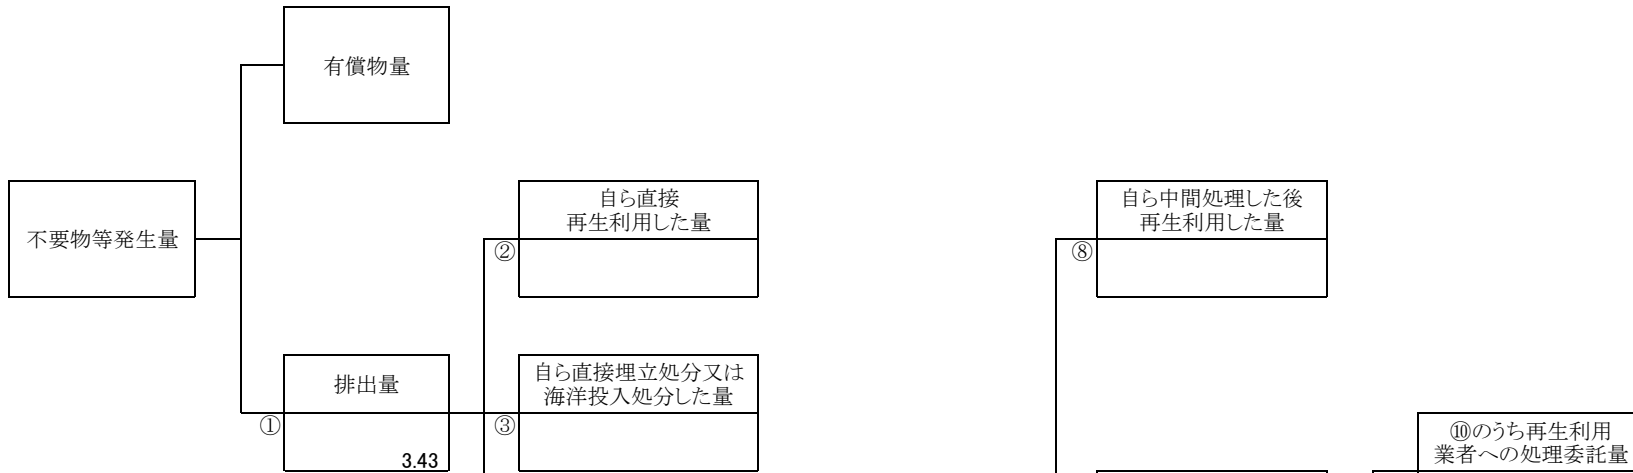 有償物量
不要物等発生量
自ら直接
再生利用した量
②
自ら中間処理した後
再生利用した量
⑧
排出量
①
3.43
自ら直接埋立処分又は
海洋投入処分した量
③
⑩のうち再生利用
業者への処理委託量